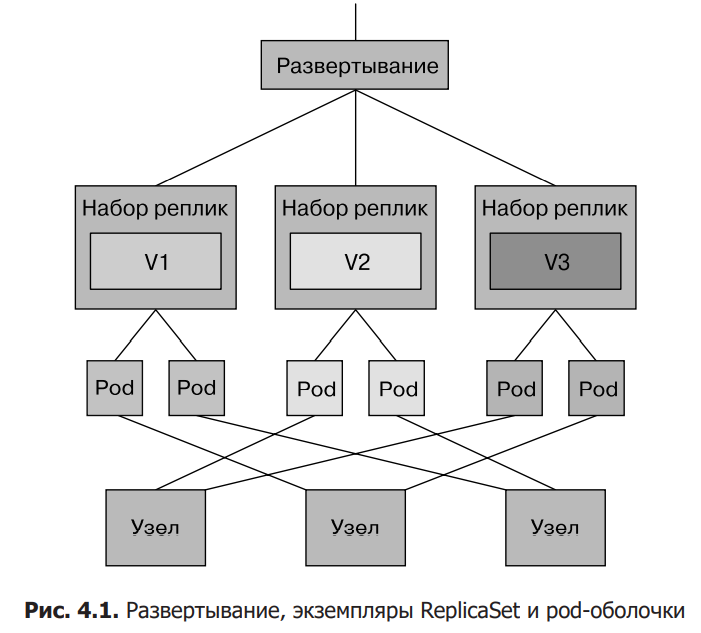 Развертывание
Набор реплик Набор реплик Набор реплик
V1 V2 V3
Pod Pod Pod Pod Pod Pod
Узел Узел Узел
Рис. 4.1. Развертывание, экземпляры ReplicaSet и pod-оболочки